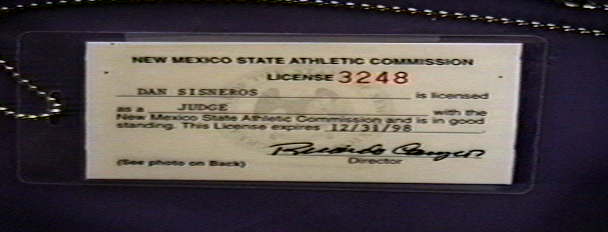 NEW MEXICO STATE ATHLETIC COMMISSION
LICENSE 3248
DAN SISNEROS is licensed
as a JUDGE with the
New Mexico State Athletic Commission and is in good
standing. This License expires 12/31/98
(See photo on Back) Director